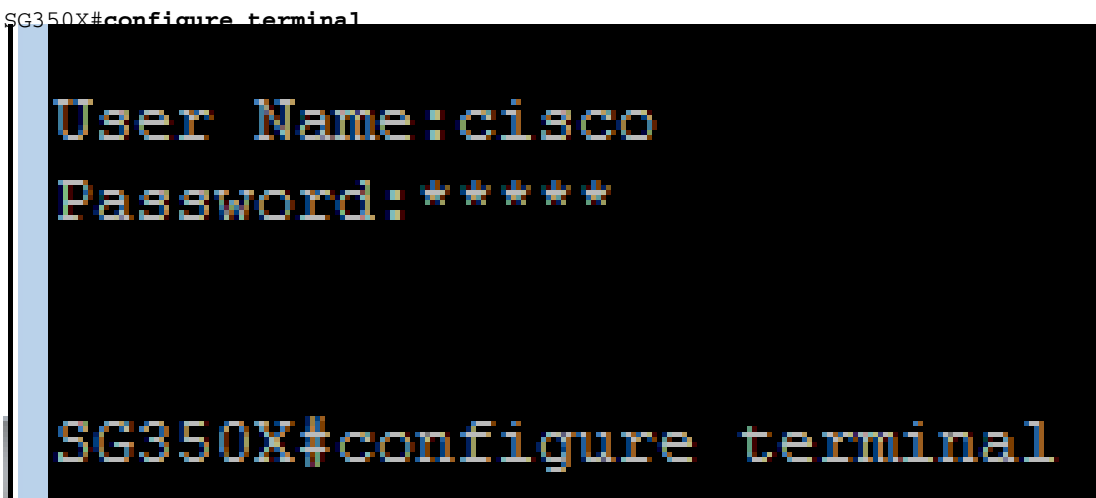 SG350X#configure terminal
User Name:cisco
Password:*****
SG350X#configure terminal